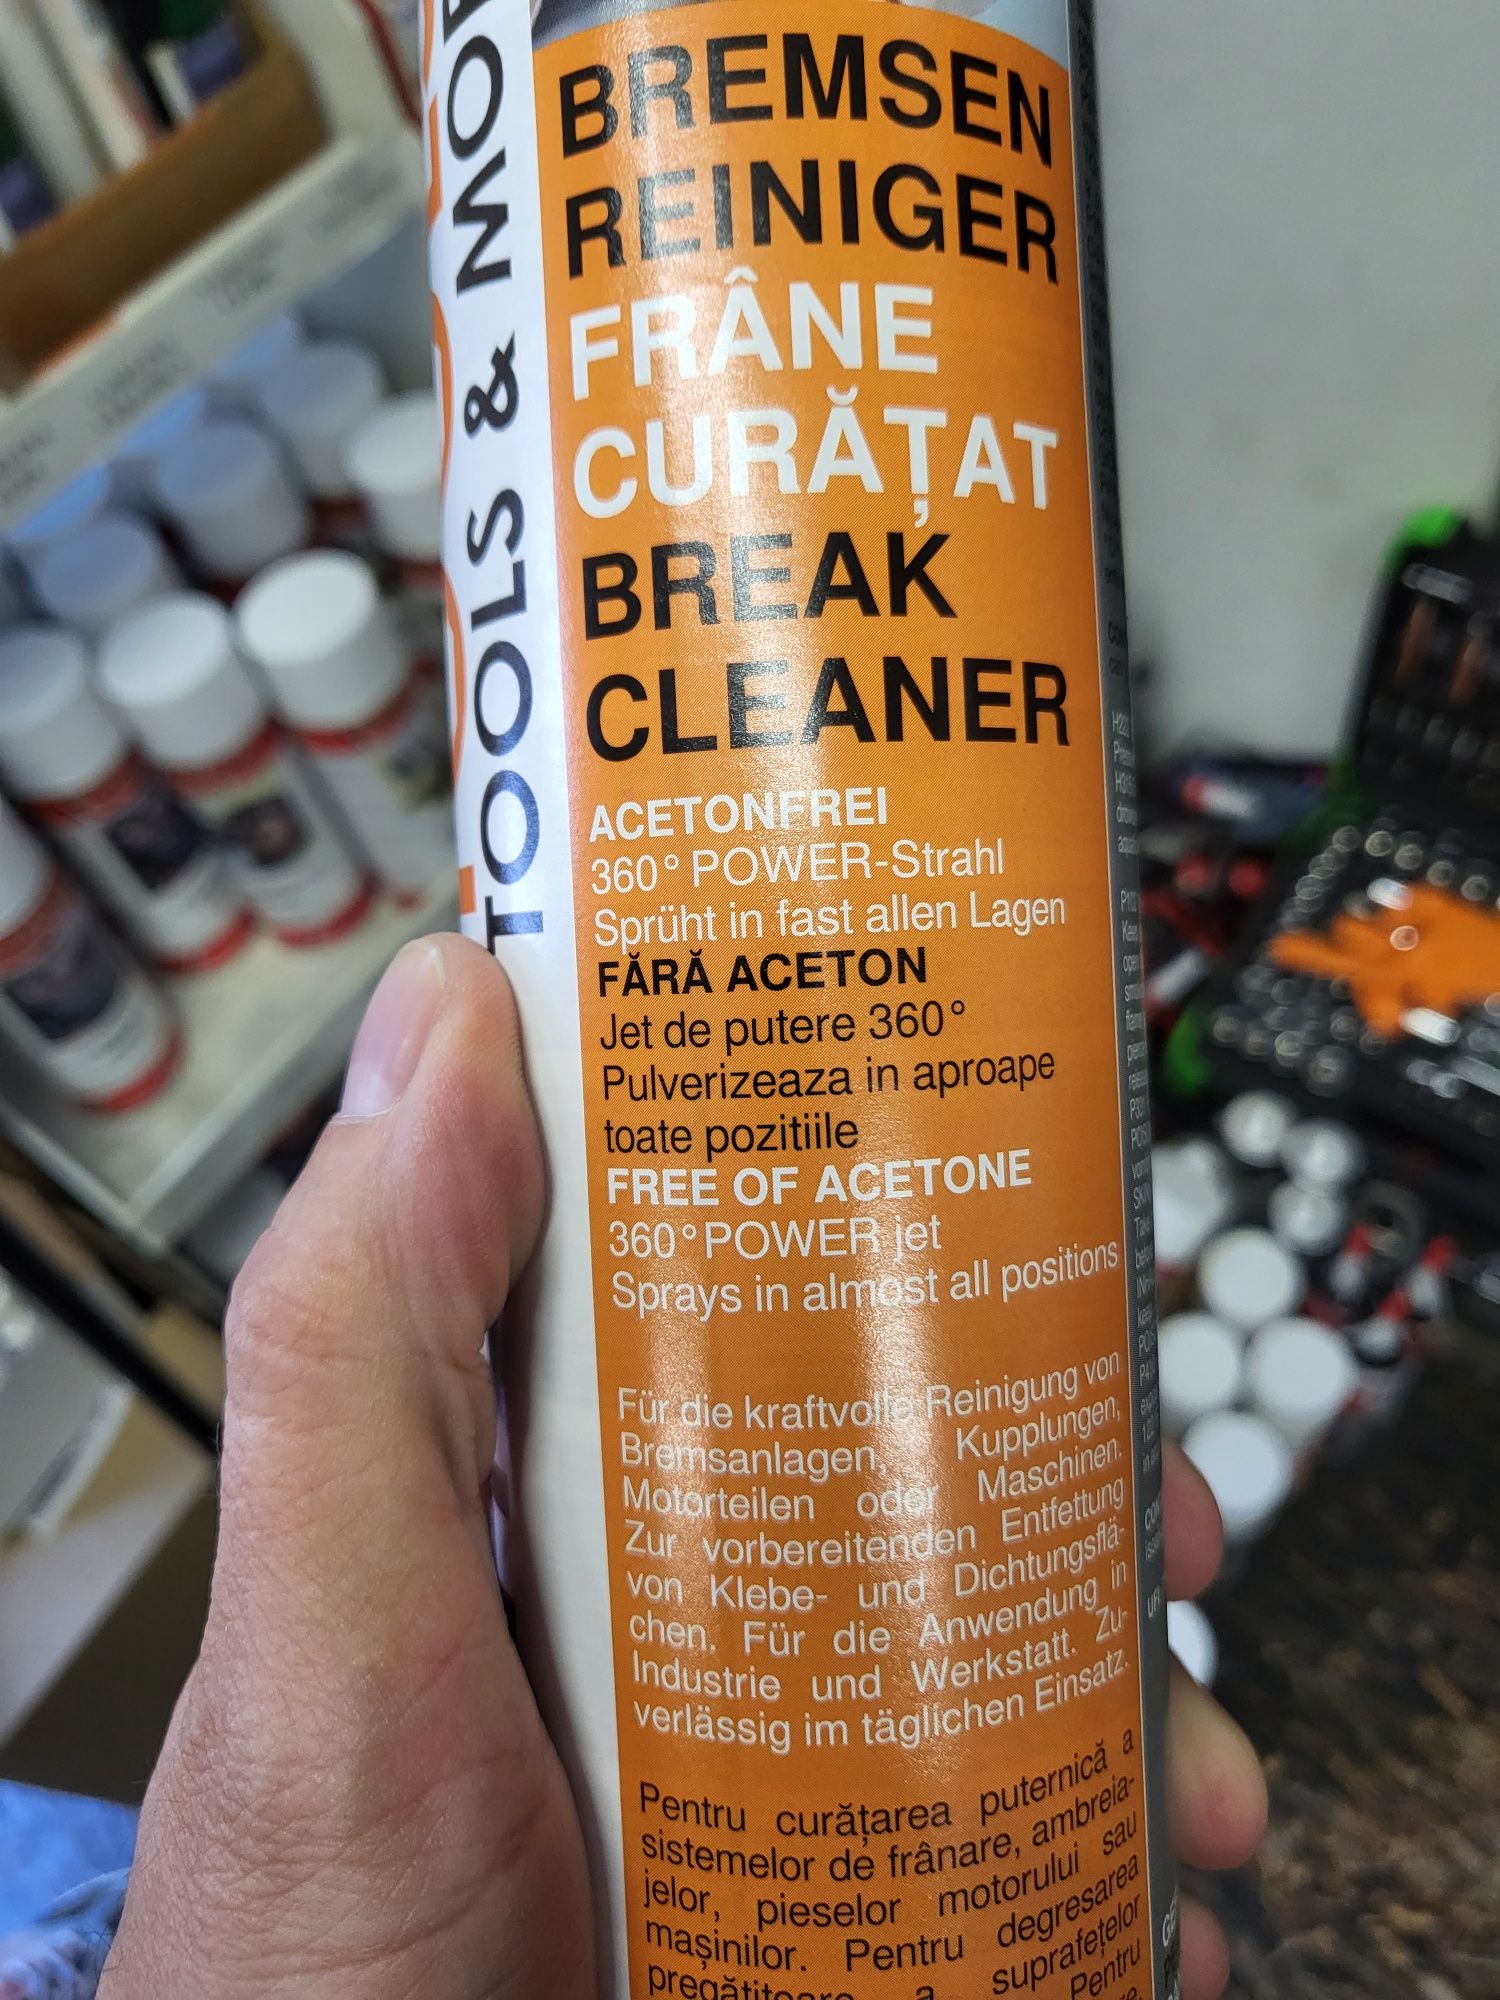 TOOLS & MO
BREMSEN
REINIGER
FRÂNE
CURĂȚAT
BREAK
CLEANER
ACETONFREI
360° POWER-Strahl
Sprüht in fast allen Lagen
FĂRĂ ACETON
Jet de putere 360°
Pulverizeaza in aproape
toate pozitiile
FREE OF ACETONE
360° POWER jet
Sprays in almost all positions
Für die kraftvolle Reinigung von
Bremsanlagen, Kupplungen,
Motorteilen oder Maschinen.
Zur vorbereitenden Entfettung
von Klebe- und Dichtungsflä-
chen. Für die Anwendung in
Industrie und Werkstatt. Zu-
verlässig im täglichen Einsatz.
Pentru curățarea puternică a
sistemelor de frânare, ambreia-
jelor, pieselor motorului sau
mașinilor. Pentru degresarea
pregătitoare a suprafețelor
Pentru